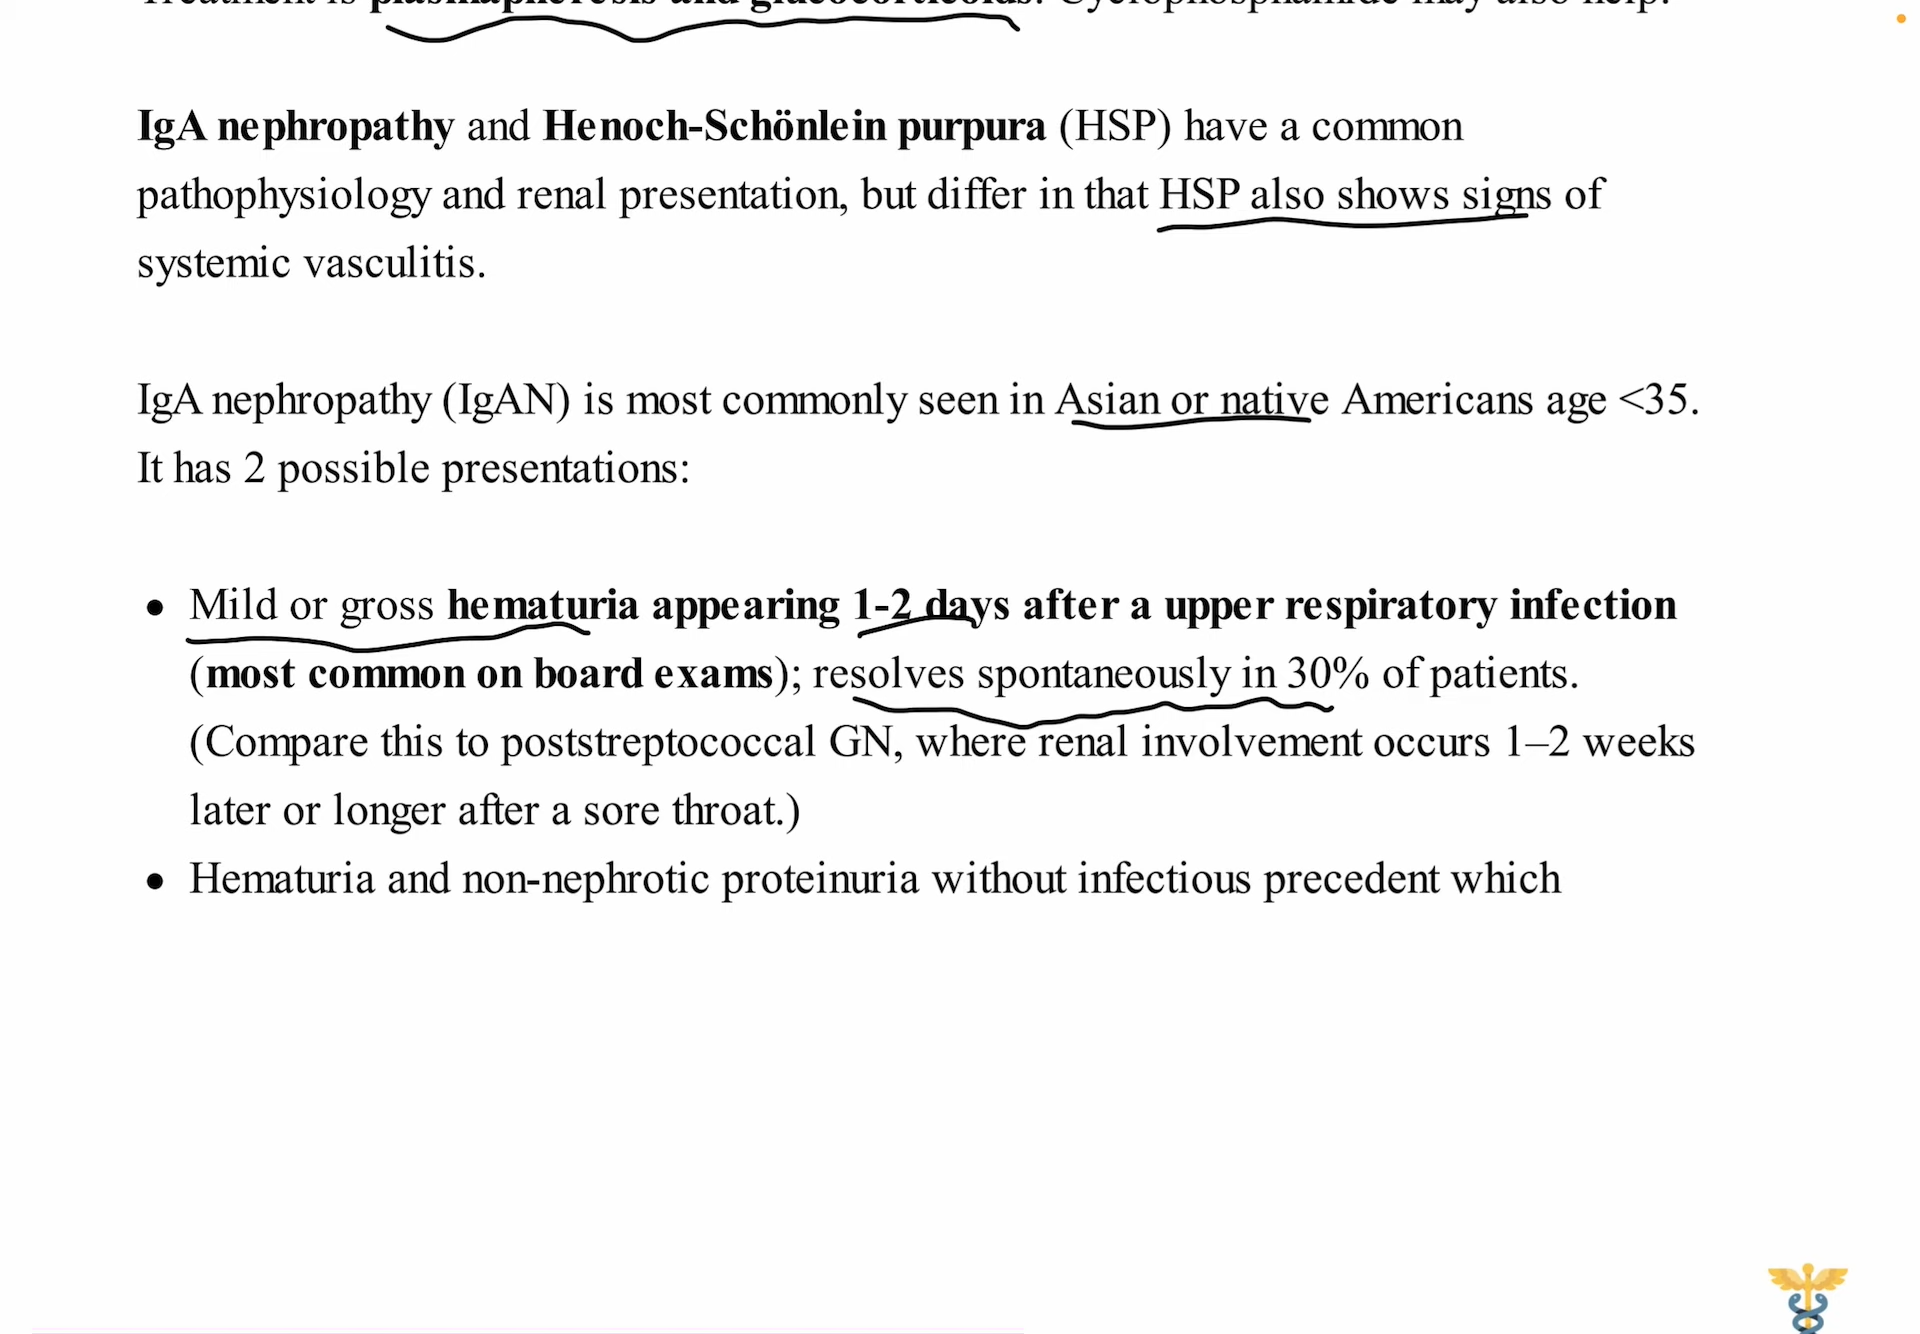 Treatment is plasmapheresis and glucocorticoids. Cyclophosphamide may also help.
IgA nephropathy and Henoch-Schönlein purpura (HSP) have a common
pathophysiology and renal presentation, but differ in that HSP also shows signs of
systemic vasculitis.
IgA nephropathy (IgAN) is most commonly seen in Asian or native Americans age <35.
It has 2 possible presentations:
• Mild or gross hematuria appearing 1-2 days after a upper respiratory infection
(most common on board exams); resolves spontaneously in 30% of patients.
(Compare this to poststreptococcal GN, where renal involvement occurs 1–2 weeks
later or longer after a sore throat.)
• Hematuria and non-nephrotic proteinuria without infectious precedent which